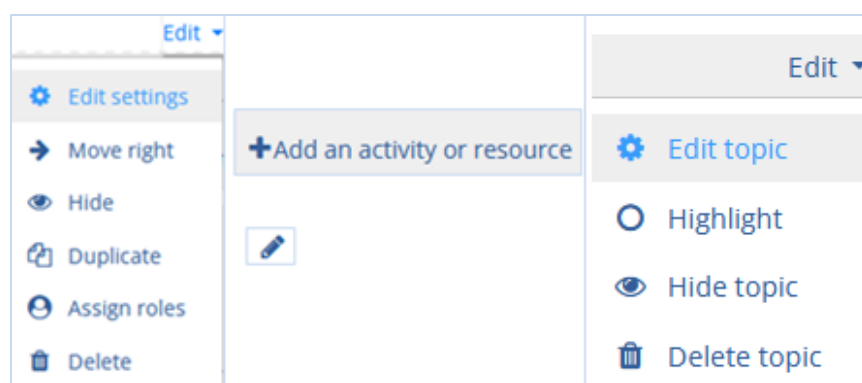 Edit
Edit settings
Move right
Hide
Duplicate
Assign roles
Delete
+Add an activity or resource
Edit
Edit topic
Highlight
Hide topic
Delete topic